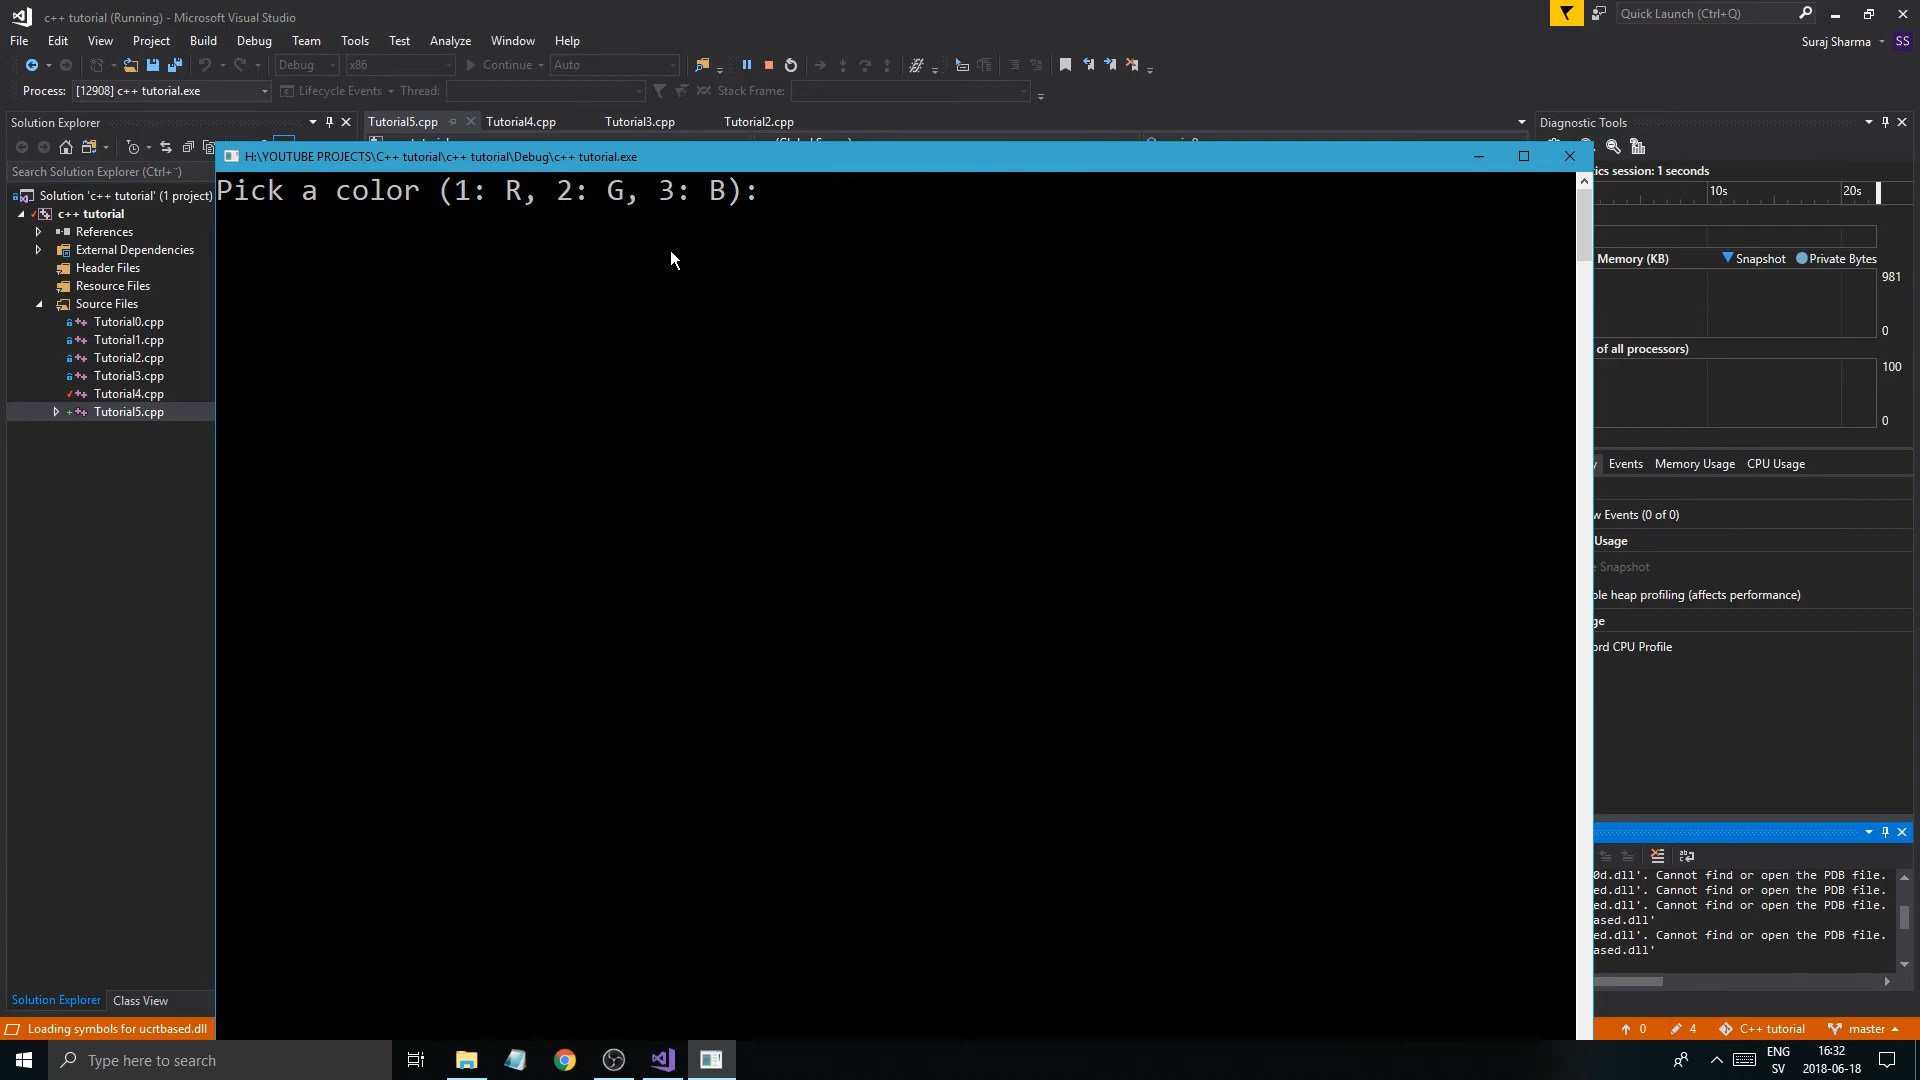 c++ tutorial (Running) - Microsoft Visual Studio
Quick Launch (Ctrl+Q)
File Edit View Project Build Debug Team Tools Test Analyze Window Help
Suraj Sharma SS
Debug x86 Continue Auto
Process: [12908] c++ tutorial.exe Lifecycle Events Thread: Stack Frame:
Solution Explorer
Tutorial5.cpp Tutorial4.cpp Tutorial3.cpp Tutorial2.cpp
Diagnostic Tools
Search Solution Explorer (Ctrl+¨)
H:\YOUTUBE PROJECTS\C++ tutorial\c++ tutorial\Debug\c++ tutorial.exe
Pick a color (1: R, 2: G, 3: B):
Solution 'c++ tutorial' (1 project)
c++ tutorial
References
External Dependencies
Header Files
Resource Files
Source Files
Tutorial0.cpp
Tutorial1.cpp
Tutorial2.cpp
Tutorial3.cpp
Tutorial4.cpp
Tutorial5.cpp
ics session: 1 seconds
10s 20s
Memory (KB) Snapshot Private Bytes
981
0
of all processors)
100
0
Events Memory Usage CPU Usage
w Events (0 of 0)
Usage
Snapshot
ble heap profiling (affects performance)
ge
ord CPU Profile
0d.dll'. Cannot find or open the PDB file.
ed.dll'. Cannot find or open the PDB file.
ed.dll'. Cannot find or open the PDB file.
ased.dll'
ed.dll'. Cannot find or open the PDB file.
ased.dll'
Solution Explorer Class View
Loading symbols for ucrtbased.dll
0 4 C++ tutorial master
Type here to search
ENG
SV
16:32
2018-06-18